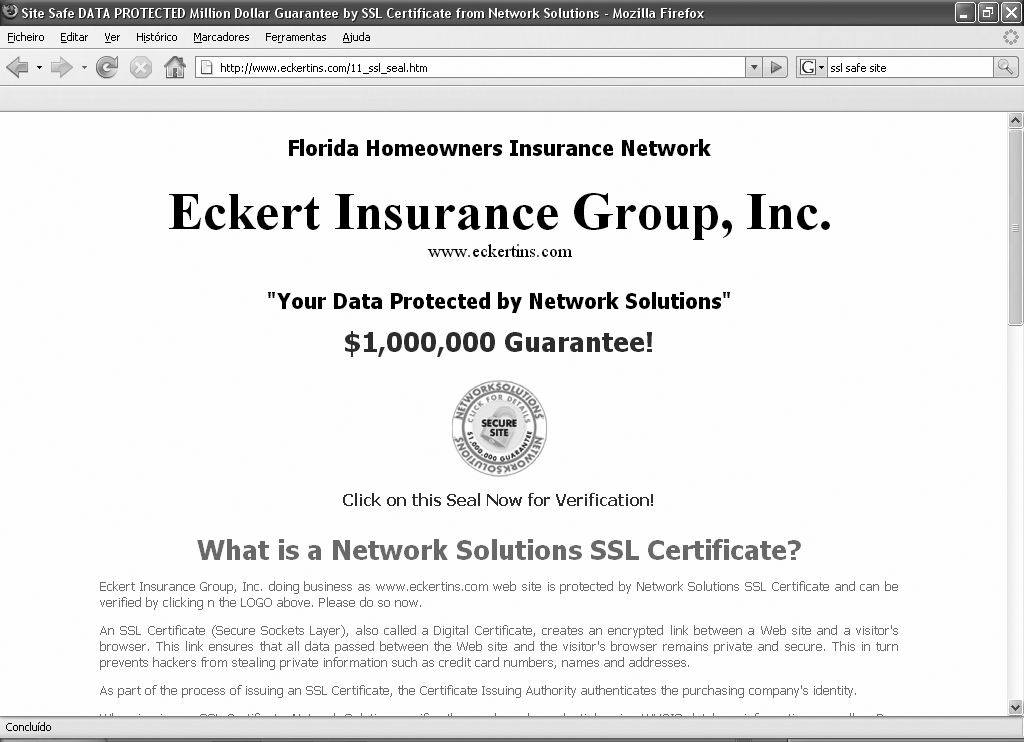 Site Safe DATA PROTECTED Million Dollar Guarantee by SSL Certificate from Network Solutions - Mozilla Firefox
Ficheiro Editar Ver Histórico Marcadores Ferramentas Ajuda
http://www.eckertins.com/11_ssl_seal.htm
G
ssl safe site
Florida Homeowners Insurance Network
Eckert Insurance Group, Inc.
www.eckertins.com
"Your Data Protected by Network Solutions"
$1,000,000 Guarantee!
NETWORKSOLUTIONS
CLICK FOR DETAILS
SECURE
SITE
$1,000,000 GUARANTEE
NETWORKSOLUTIONS
Click on this Seal Now for Verification!
What is a Network Solutions SSL Certificate?
Eckert Insurance Group, Inc. doing business as www.eckertins.com web site is protected by Network Solutions SSL Certificate and can be
verified by clicking n the LOGO above. Please do so now.
An SSL Certificate (Secure Sockets Layer), also called a Digital Certificate, creates an encrypted link between a Web site and a visitor's
browser. This link ensures that all data passed between the Web site and the visitor's browser remains private and secure. This in turn
prevents hackers from stealing private information such as credit card numbers, names and addresses.
As part of the process of issuing an SSL Certificate, the Certificate Issuing Authority authenticates the purchasing company's identity.
Concluído